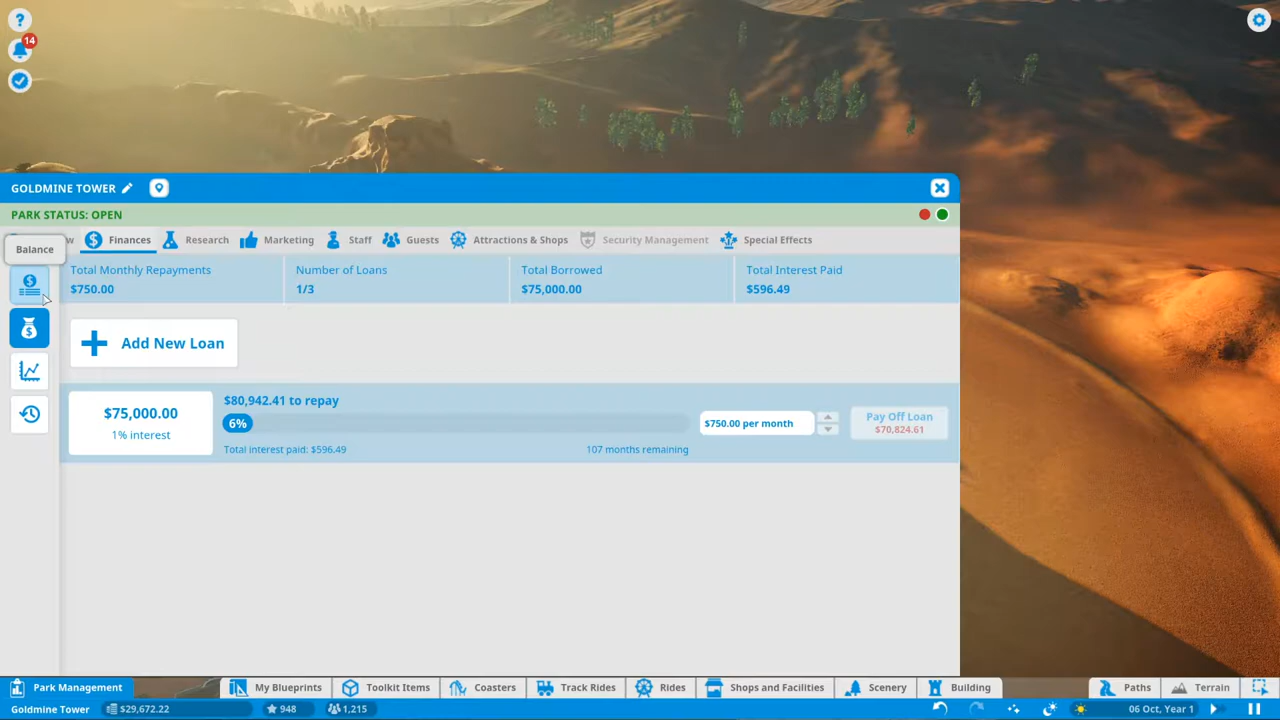 ?
14
GOLDMINE TOWER
PARK STATUS: OPEN
Balance
w Finances Research Marketing Staff Guests Attractions & Shops Security Management Special Effects
Total Monthly Repayments Number of Loans Total Borrowed Total Interest Paid
$750.00 1/3 $75,000.00 $596.49
Add New Loan
$75,000.00
1% interest
$80,942.41 to repay
6%
Total interest paid: $596.49 107 months remaining
$750.00 per month
Pay Off Loan
$70,824.61
Park Management My Blueprints Toolkit Items Coasters Track Rides Rides Shops and Facilities Scenery Building Paths Terrain
Goldmine Tower $29,672.22 948 1,215 06 Oct, Year 1